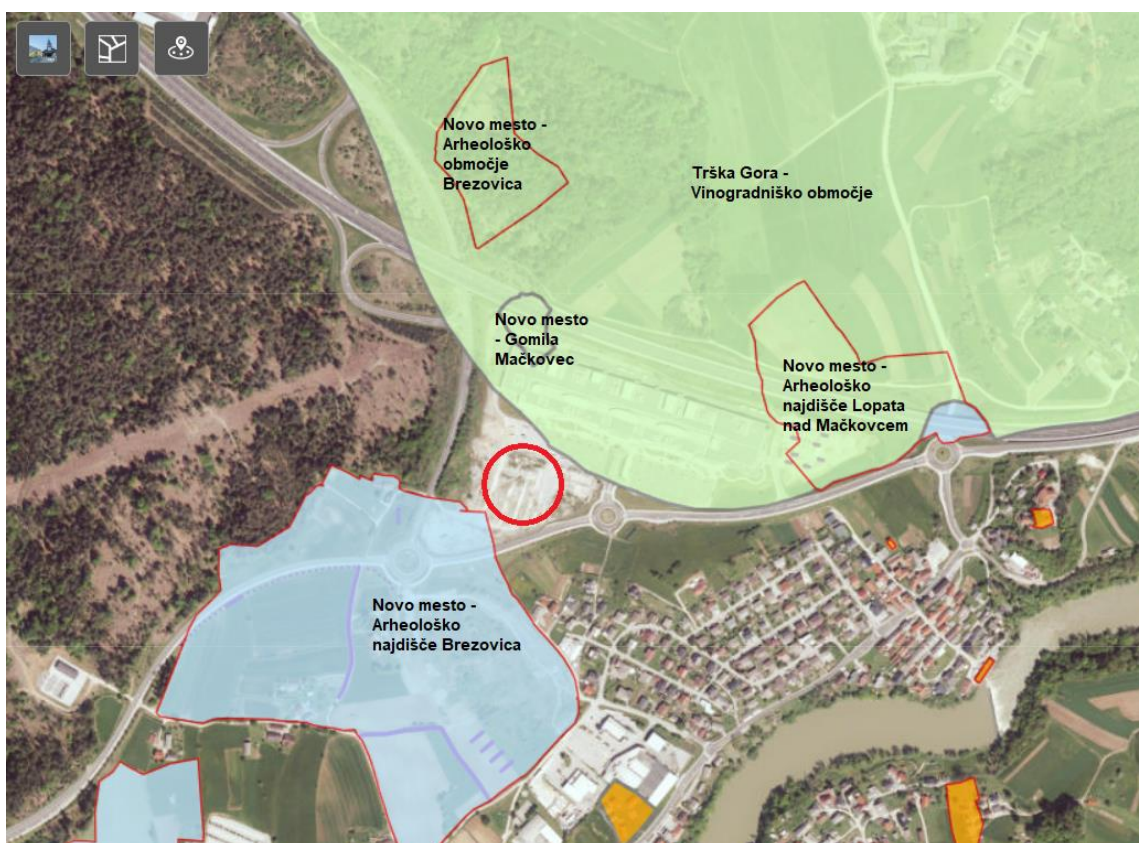 Novo mesto -
Arheološko
območje
Brezovica
Trška Gora -
Vinogradniško območje
Novo mesto
- Gomila
Mačkovec
Novo mesto -
Arheološko
najdišče Lopata
nad Mačkovcem
Novo mesto -
Arheološko
najdišče Brezovica